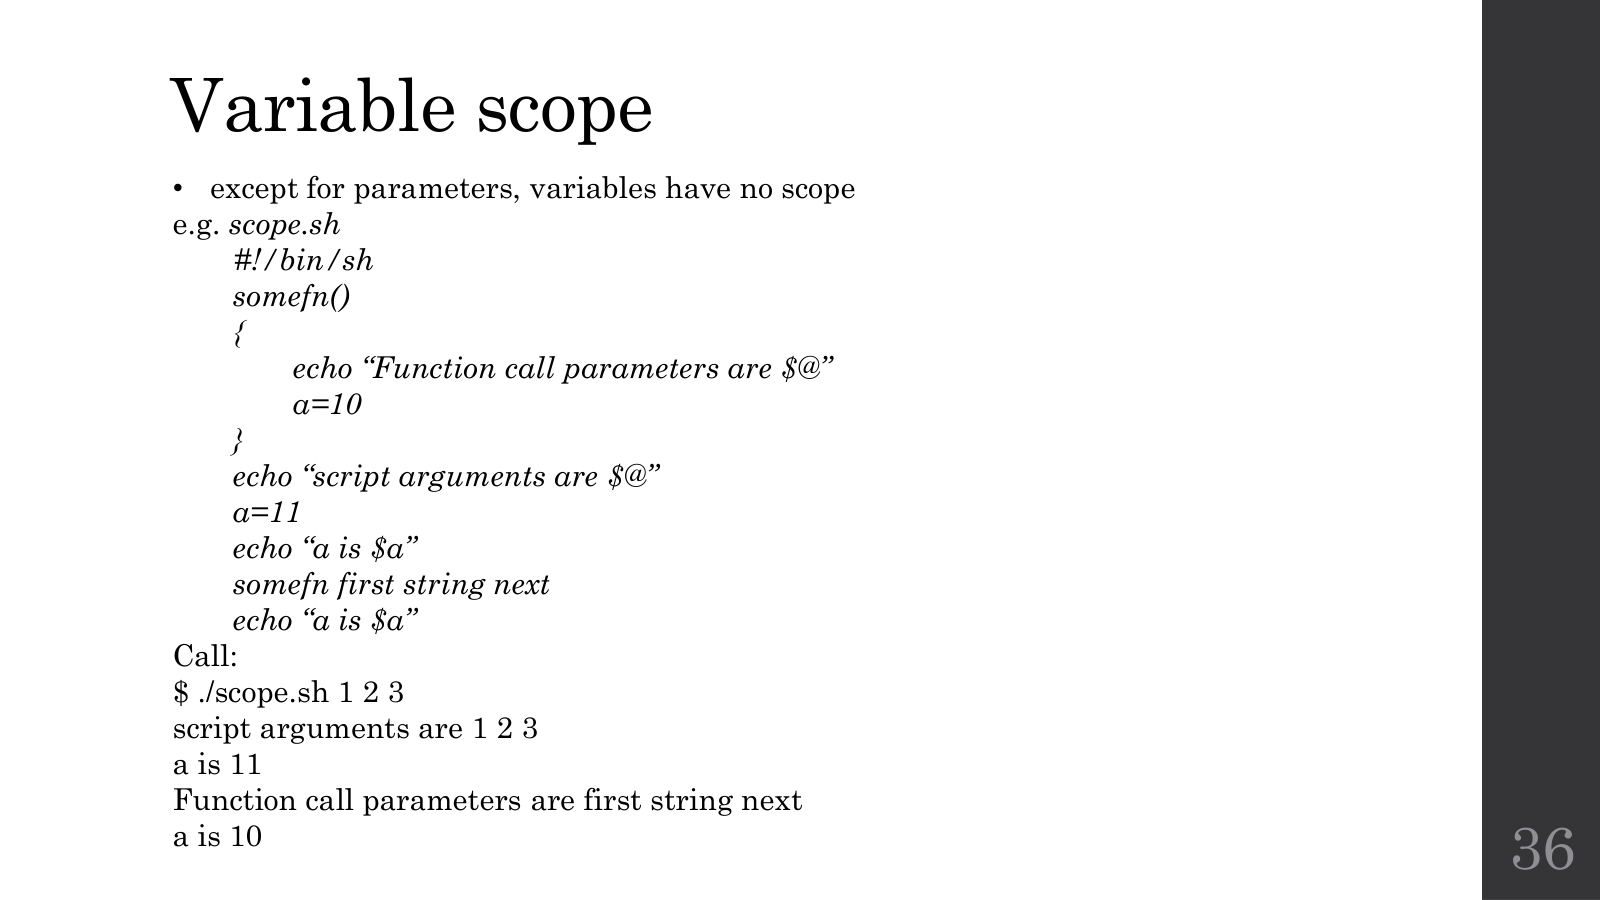 Variable scope
• except for parameters, variables have no scope
e.g. scope.sh
#!/bin/sh
somefn()
{
echo “Function call parameters are $@”
a=10
}
echo “script arguments are $@”
a=11
echo “a is $a”
somefn first string next
echo “a is $a”
Call:
$ ./scope.sh 1 2 3
script arguments are 1 2 3
a is 11
Function call parameters are first string next
a is 10
36